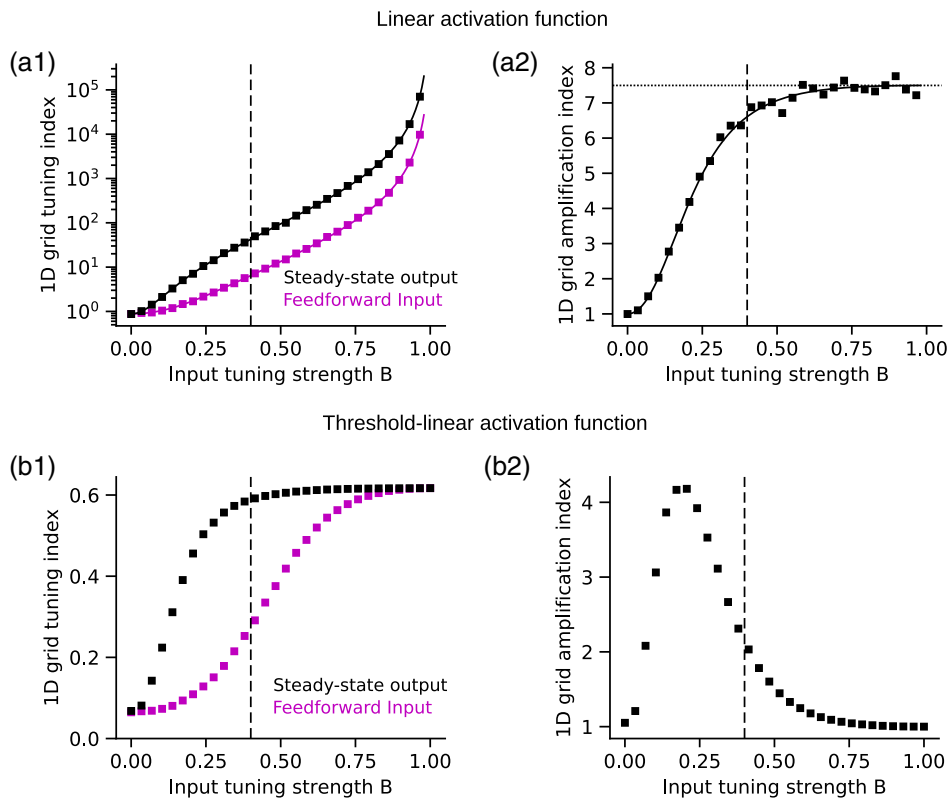 Linear activation function
(a1)
1D grid tuning index
10^5
10^4
10^3
10^2
10^1
10^0
Steady-state output
Feedforward Input
0.00 0.25 0.50 0.75 1.00
Input tuning strength B
(a2)
1D grid amplification index
8
7
6
5
4
3
2
1
0.00 0.25 0.50 0.75 1.00
Input tuning strength B
Threshold-linear activation function
(b1)
1D grid tuning index
0.6
0.4
0.2
0.0
Steady-state output
Feedforward Input
0.00 0.25 0.50 0.75 1.00
Input tuning strength B
(b2)
1D grid amplification index
4
3
2
1
0.00 0.25 0.50 0.75 1.00
Input tuning strength B